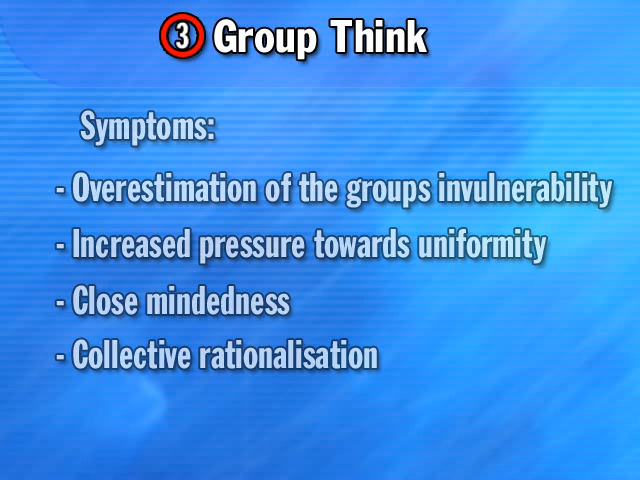 3 Group Think
Symptoms:
- Overestimation of the groups invulnerability
- Increased pressure towards uniformity
- Close mindedness
- Collective rationalisation